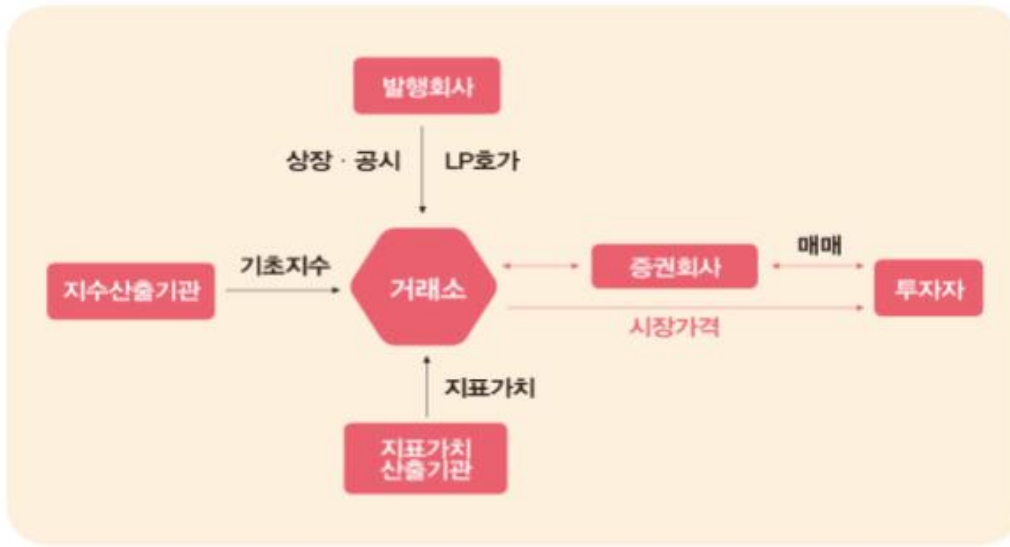 발행회사
상장 · 공시
LP호가
기초지수
매매
지수산출기관
거래소
증권회사
투자자
시장가격
지표가치
지표가치
산출기관